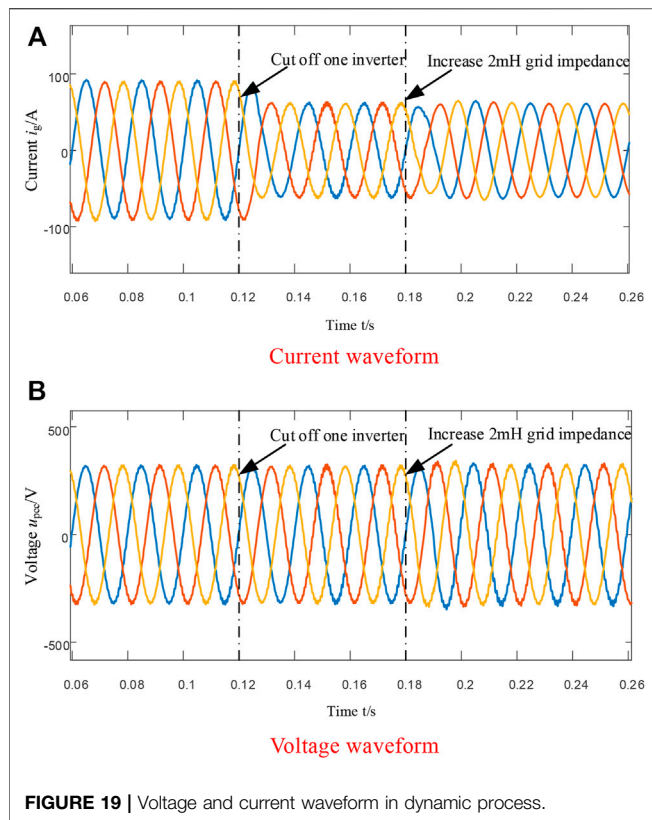 A
Cut off one inverter
Increase 2mH grid impedance
100
0
-100
Current ig/A
0.06 0.08 0.1 0.12 0.14 0.16 0.18 0.2 0.22 0.24 0.26
Time t/s
Current waveform
B
500
Cut off one inverter
Increase 2mH grid impedance
0
-500
Voltage upcc/V
0.06 0.08 0.1 0.12 0.14 0.16 0.18 0.2 0.22 0.24 0.26
Time t/s
Voltage waveform
FIGURE 19 | Voltage and current waveform in dynamic process.